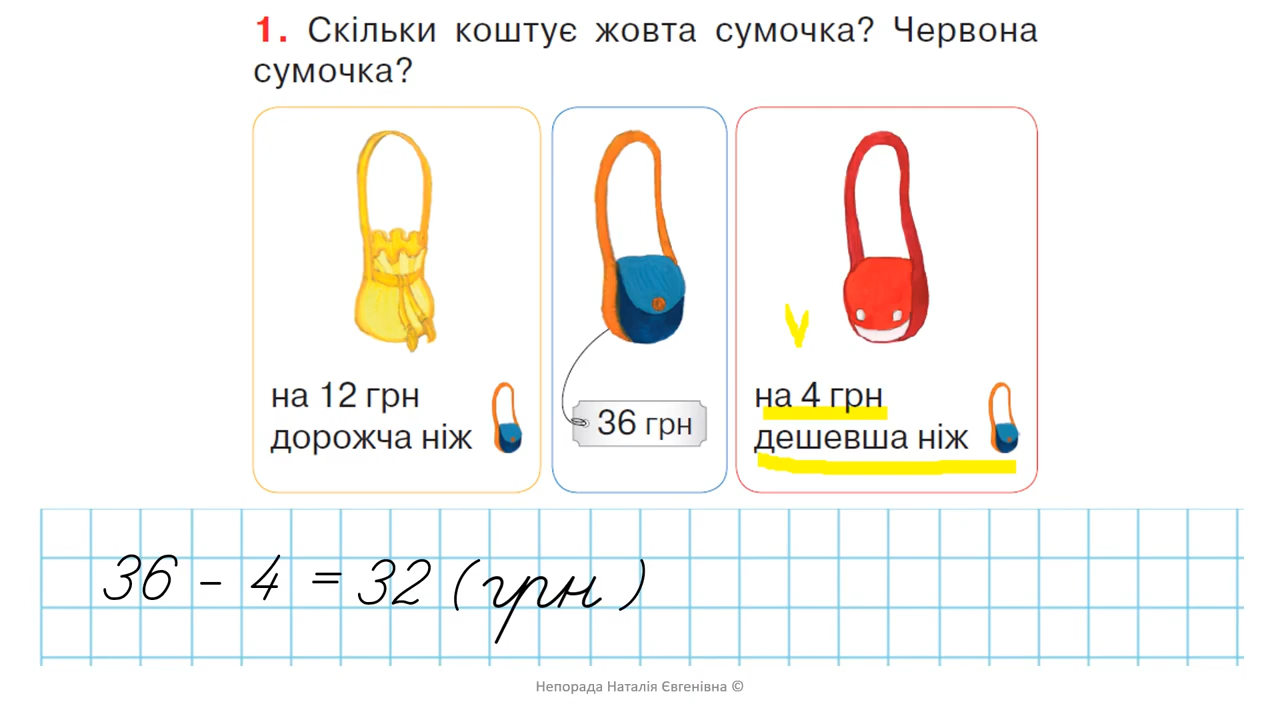 1. Скільки коштує жовта сумочка? Червона
сумочка?
на 12 грн
дорожча ніж
36 грн
на 4 грн
дешевша ніж
36 - 4 = 32 (грн)
Непорада Наталія Євгенівна ©